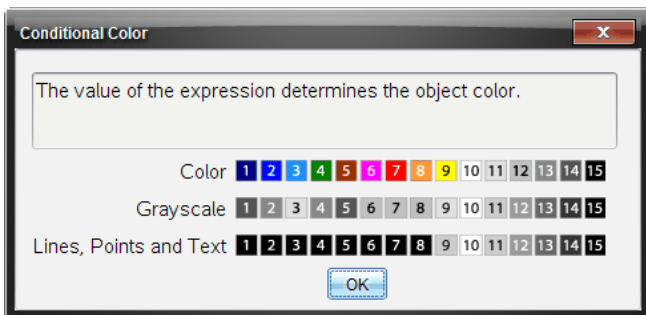 Conditional Color
The value of the expression determines the object color.
Color 1 2 3 4 5 6 7 8 9 10 11 12 13 14 15
Grayscale 1 2 3 4 5 6 7 8 9 10 11 12 13 14 15
Lines, Points and Text 1 2 3 4 5 6 7 8 9 10 11 12 13 14 15
OK